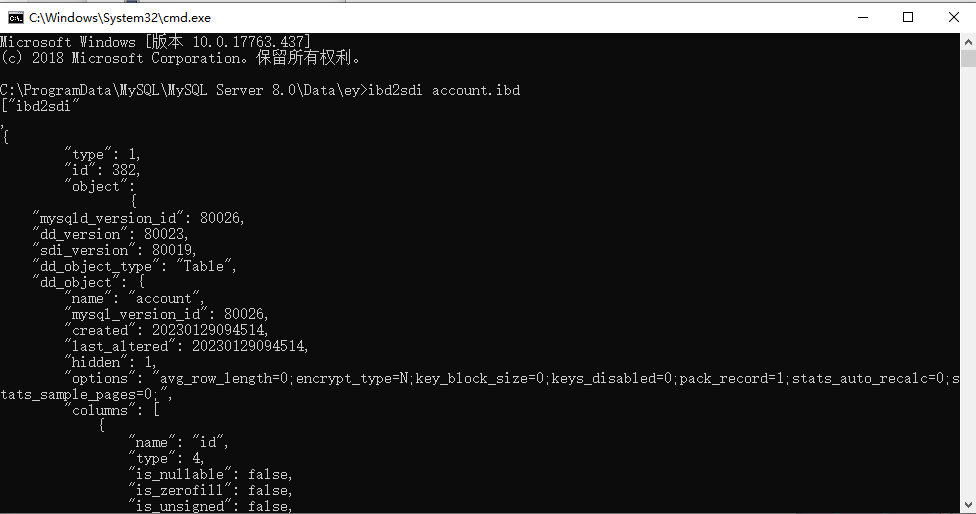 C:\Windows\System32\cmd.exe
Microsoft Windows [版本 10.0.17763.437]
(c) 2018 Microsoft Corporation。保留所有权利。
C:\ProgramData\MySQL\MySQL Server 8.0\Data\ey>ibd2sdi account.ibd
["ibd2sdi"
,
{
"type": 1,
"id": 382,
"object":
{
"mysqld_version_id": 80026,
"dd_version": 80023,
"sdi_version": 80019,
"dd_object_type": "Table",
"dd_object": {
"name": "account",
"mysql_version_id": 80026,
"created": 20230129094514,
"last_altered": 20230129094514,
"hidden": 1,
"options": "avg_row_length=0;encrypt_type=N;key_block_size=0;keys_disabled=0;pack_record=1;stats_auto_recalc=0;s
tats_sample_pages=0;",
"columns": [
{
"name": "id",
"type": 4,
"is_nullable": false,
"is_zerofill": false,
"is_unsigned": false,